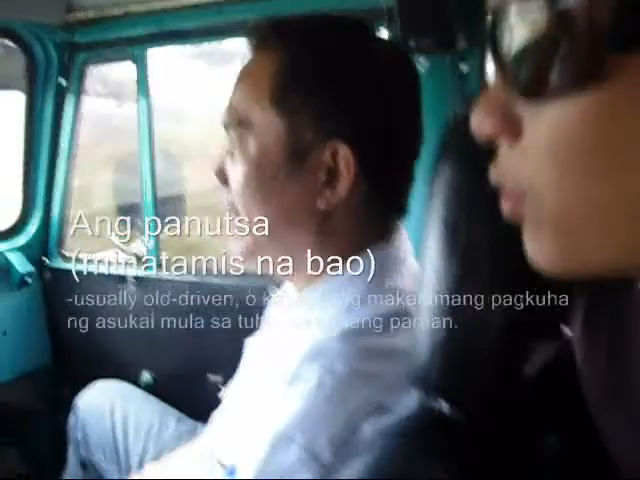 Ang panutsa
(minatamis na bao)
-usually old-driven, o makalumang pagkuha
ng asukal mula sa